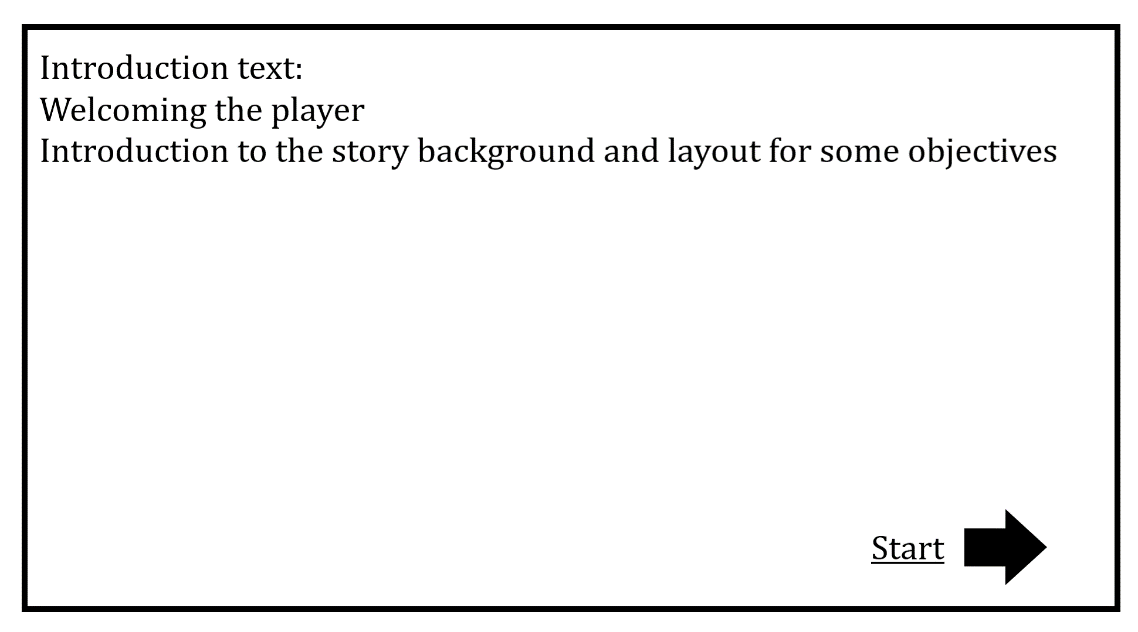 Introduction text:
Welcoming the player
Introduction to the story background and layout for some objectives
Start